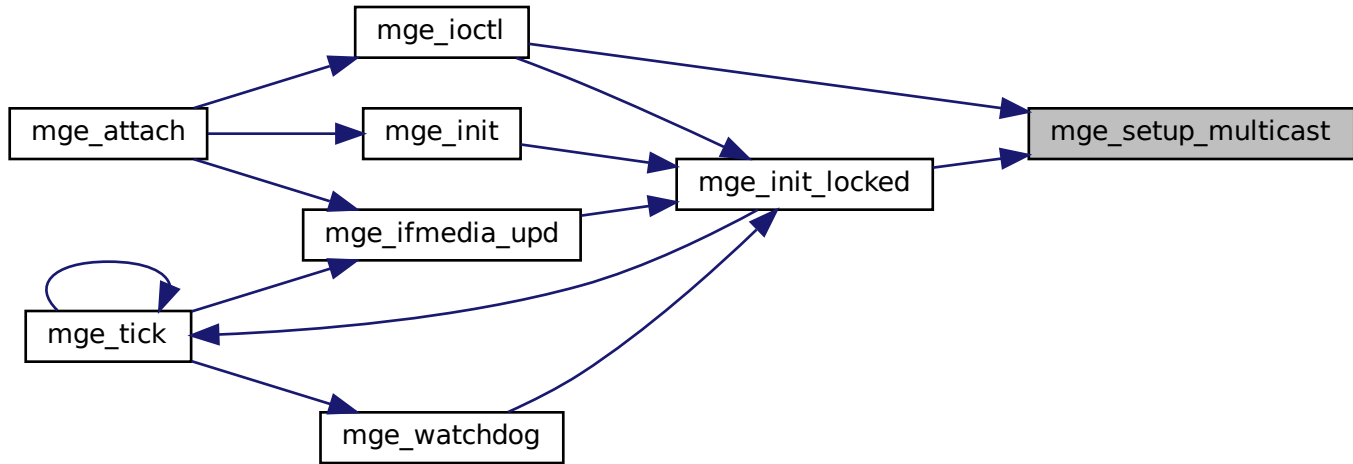 mge_ioctl
mge_attach
mge_init
mge_setup_multicast
mge_init_locked
mge_ifmedia_upd
mge_tick
mge_watchdog